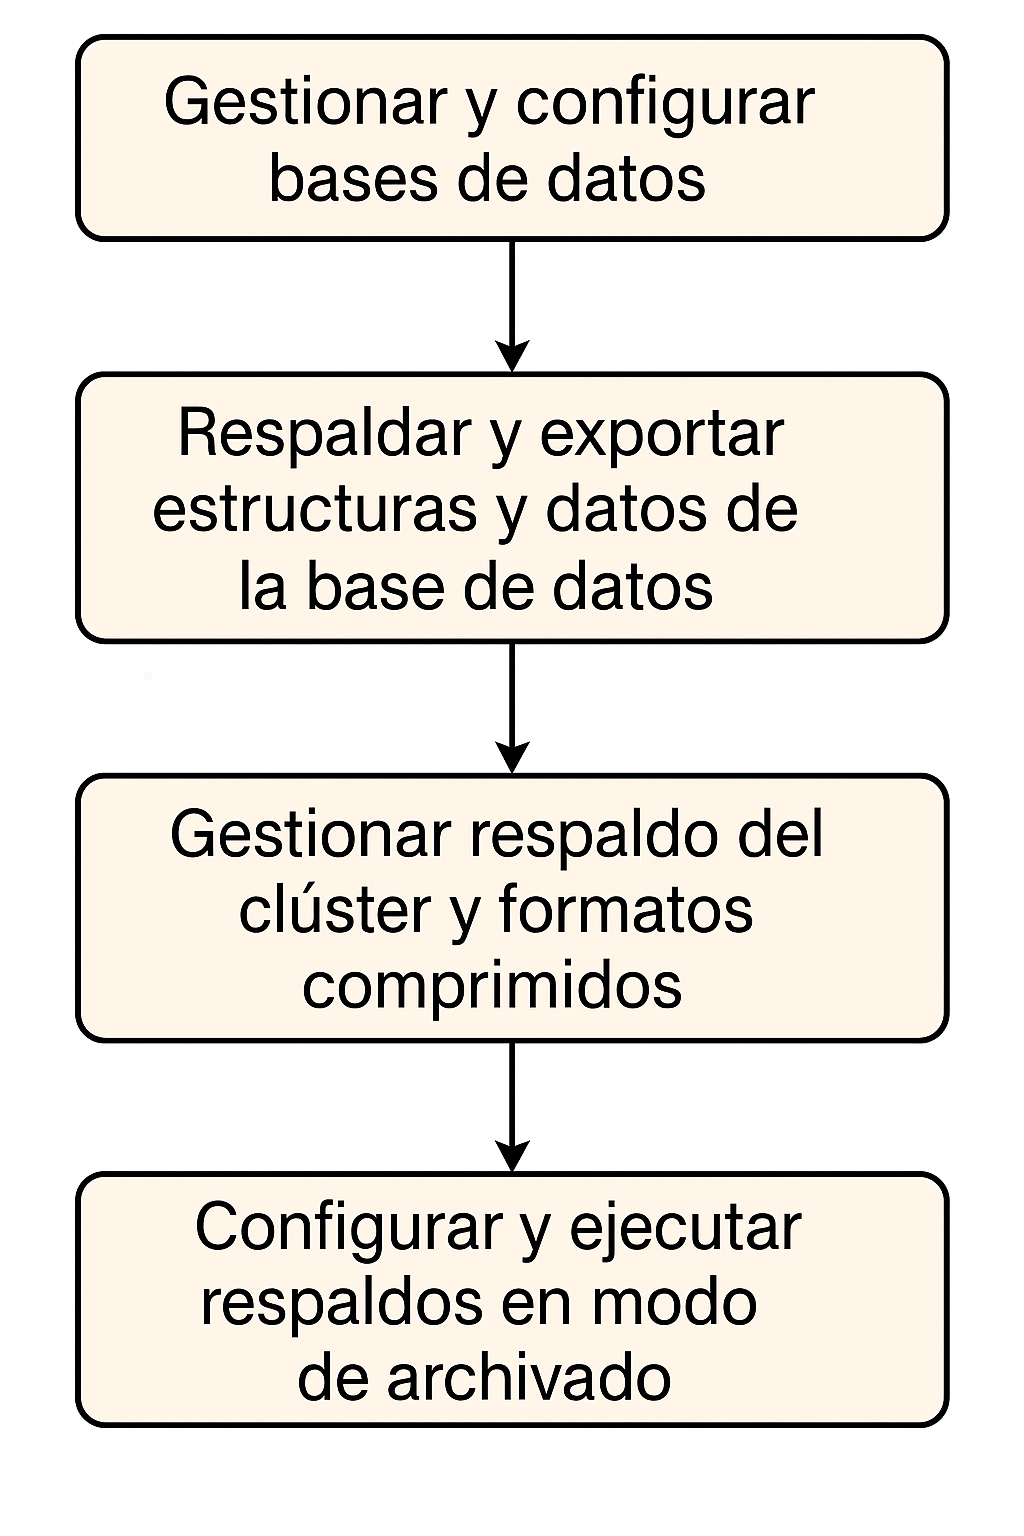 Gestionar y configurar
bases de datos
Respaldar y exportar
estructuras y datos de
la base de datos
Gestionar respaldo del
clúster y formatos
comprimidos
Configurar y ejecutar
respaldos en modo
de archivado